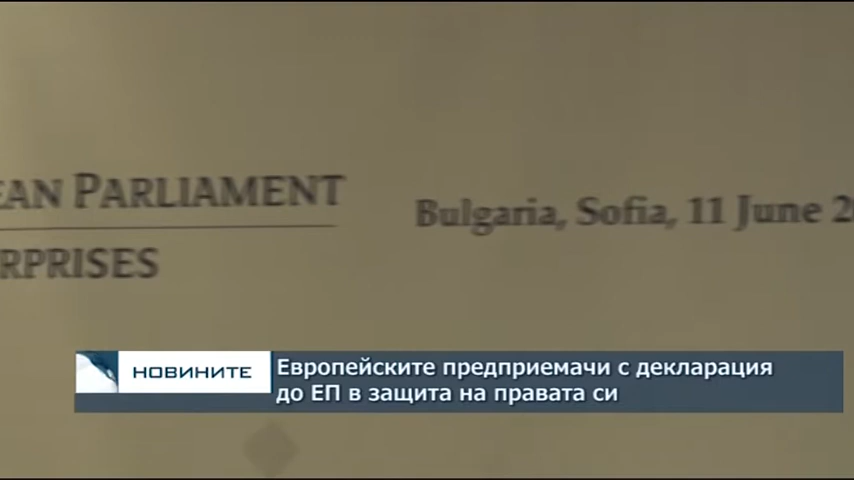 EAN PARLIAMENT
RPRISES
Bulgaria, Sofia, 11 June 2
НОВИНИТЕ
Европейските предприемачи с декларация
до ЕП в защита на правата си